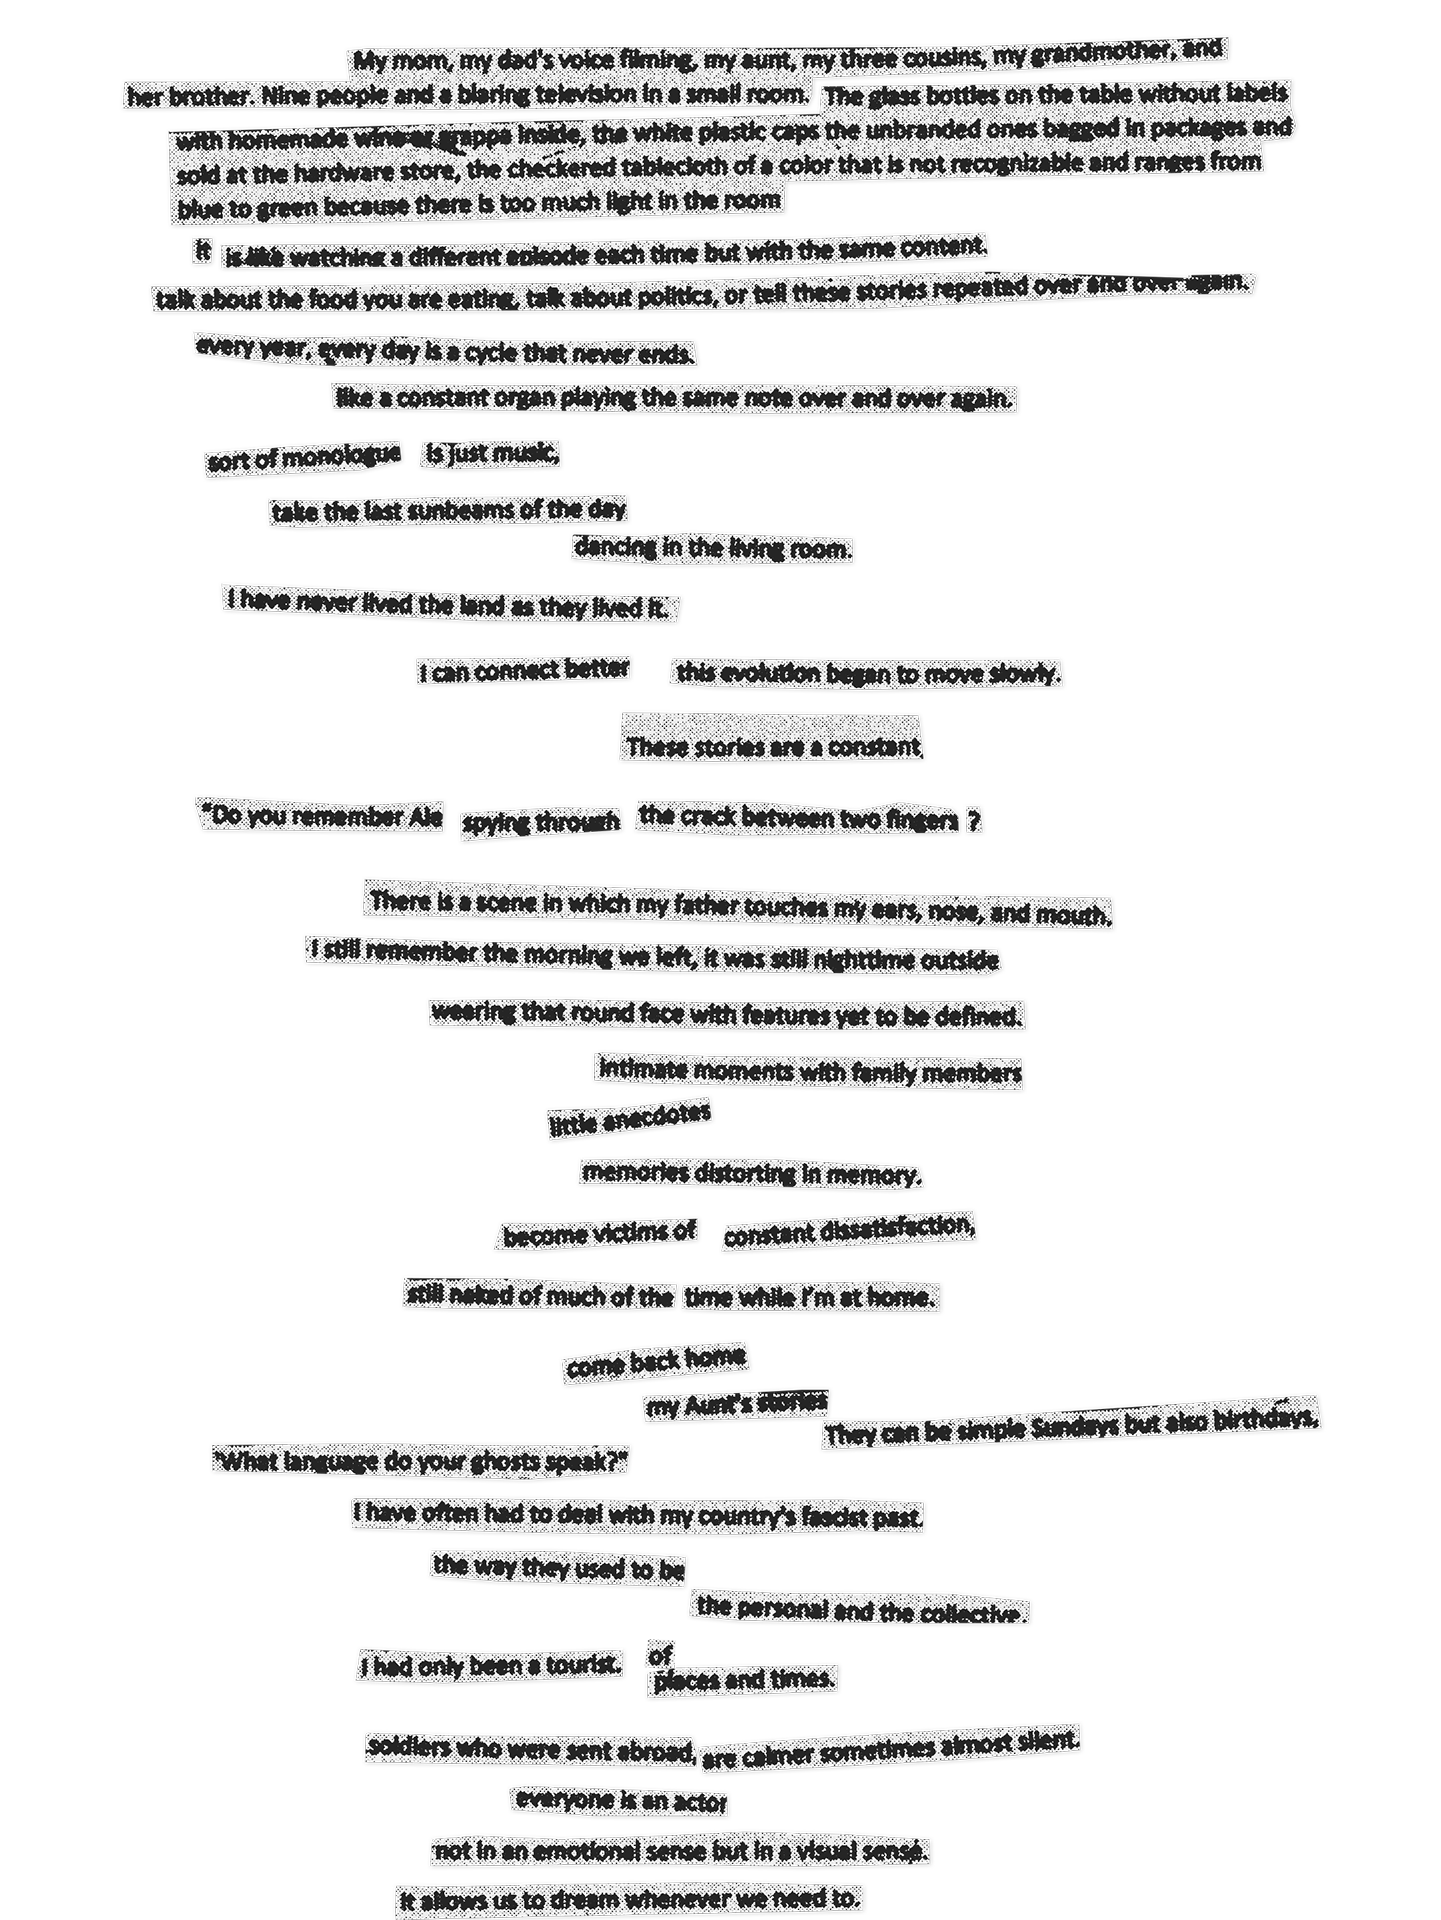 My mom, my dad's voice filming, my aunt, my three cousins, my grandmother, and
her brother. Nine people and a blaring television in a small room. The glass bottles on the table without labels
with homemade wine or grappa inside, the white plastic caps the unbranded ones bagged in packages and
sold at the hardware store, the checkered tablecloth of a color that is not recognizable and ranges from
blue to green because there is too much light in the room
it is like watching a different episode each time but with the same content.
talk about the food you are eating, talk about politics, or tell these stories repeated over and over again.
every year, every day is a cycle that never ends.
like a constant organ playing the same note over and over again.
sort of monologue is just music,
take the last sunbeams of the day
dancing in the living room.
I have never lived the land as they lived it.
I can connect better this evolution began to move slowly.
These stories are a constant
"Do you remember Ale spying through the crack between two fingers ?
There is a scene in which my father touches my ears, nose, and mouth.
I still remember the morning we left, it was still nighttime outside
wearing that round face with features yet to be defined.
intimate moments with family members
little anecdotes
memories distorting in memory.
become victims of constant dissatisfaction,
still naked of much of the time while I'm at home.
come back home
my Aunt's stories
They can be simple Sundays but also birthdays,
"What language do your ghosts speak?"
I have often had to deal with my country's fascist past.
the way they used to be
the personal and the collective.
I had only been a tourist. of
places and times.
soldiers who were sent abroad, are calmer sometimes almost silent.
everyone is an actor
not in an emotional sense but in a visual sense.
It allows us to dream whenever we need to.